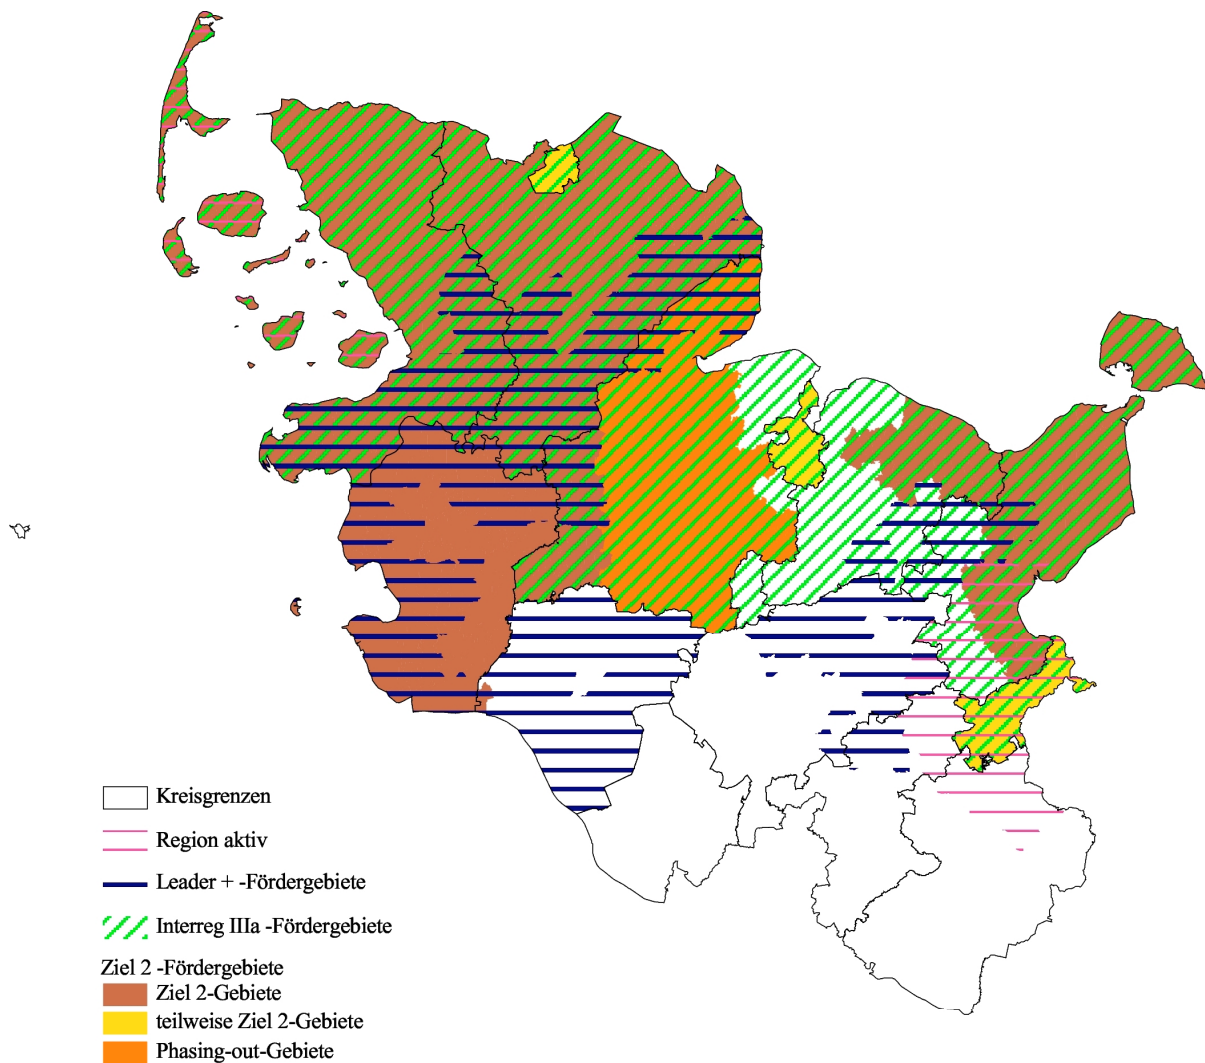 Kreisgrenzen
Region aktiv
Leader + -Fördergebiete
Interreg IIIa -Fördergebiete
Ziel 2 -Fördergebiete
Ziel 2-Gebiete
teilweise Ziel 2-Gebiete
Phasing-out-Gebiete